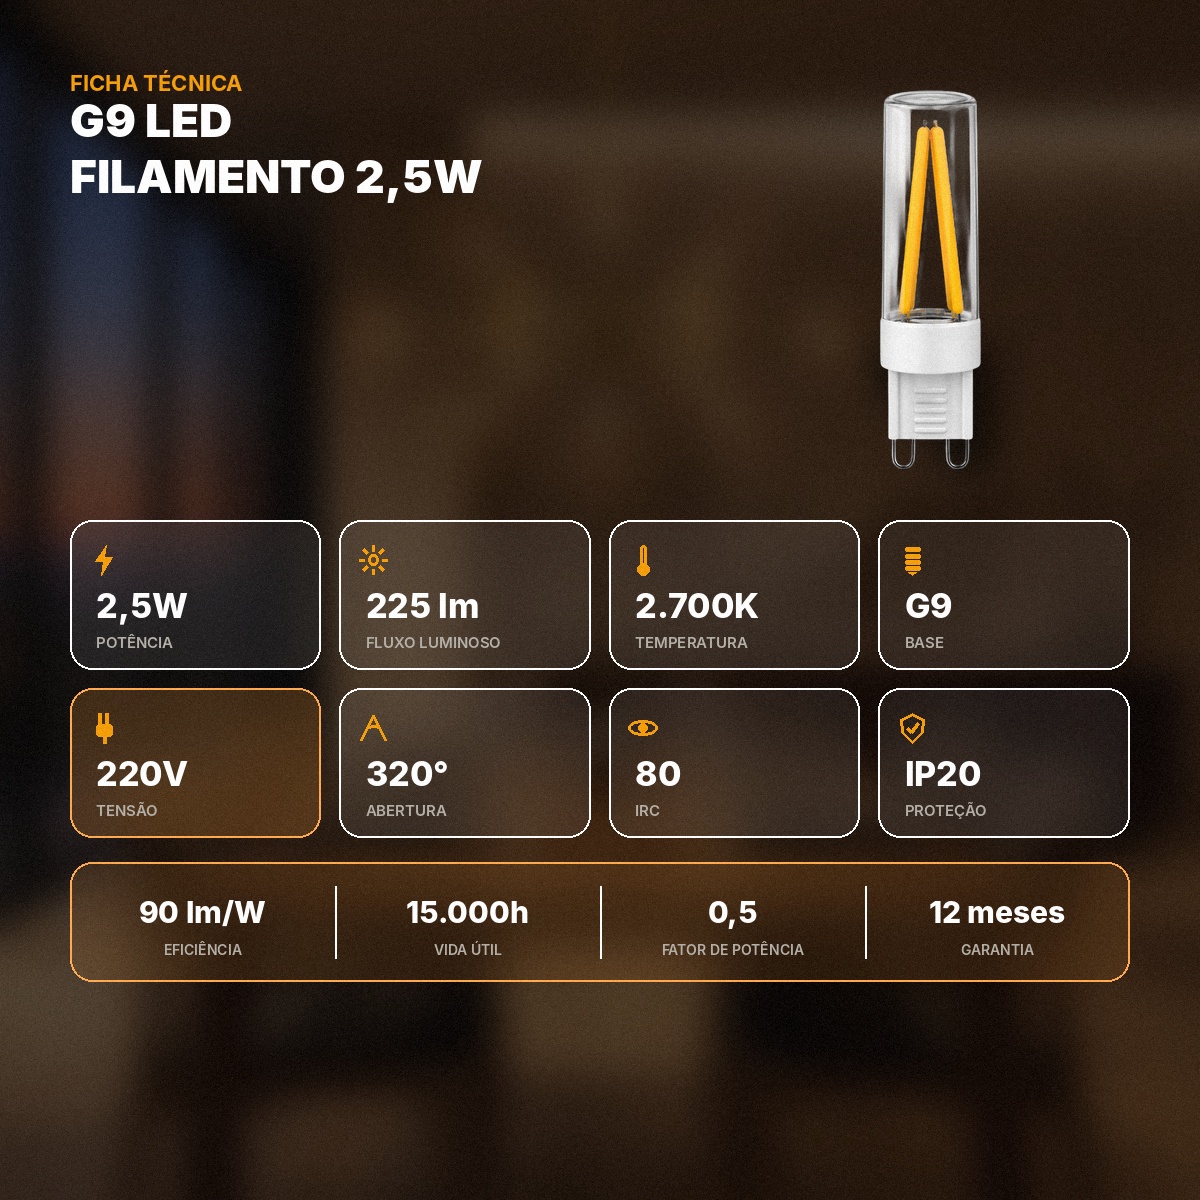 FICHA TÉCNICA
G9 LED
FILAMENTO 2,5W
2,5W
POTÊNCIA
225 lm
FLUXO LUMINOSO
2.700K
TEMPERATURA
G9
BASE
220V
TENSÃO
320°
ABERTURA
80
IRC
IP20
PROTEÇÃO
90 lm/W
EFICIÊNCIA
15.000h
VIDA ÚTIL
0,5
FATOR DE POTÊNCIA
12 meses
GARANTIA